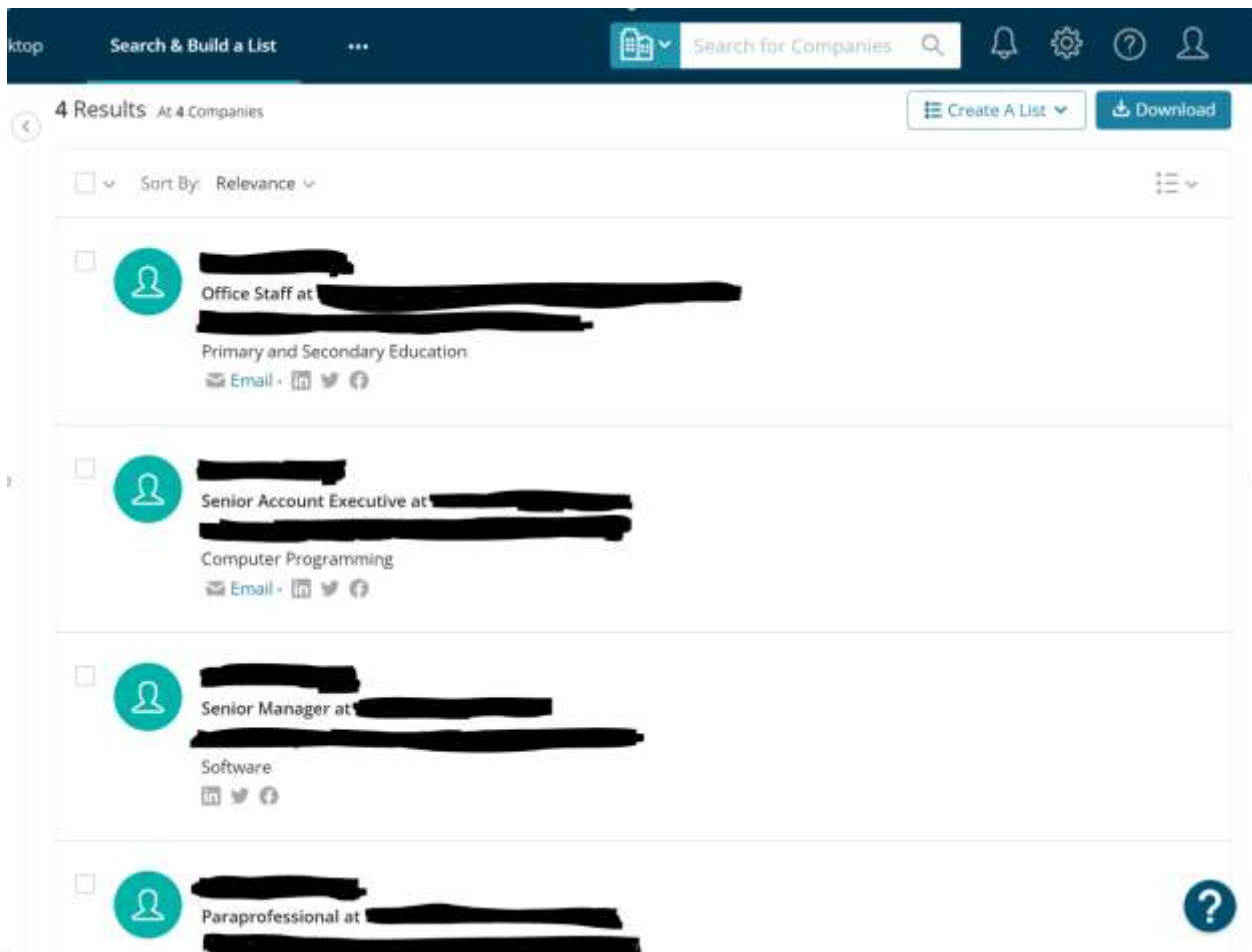 ktop Search & Build a List ••• Search for Companies
4 Results At 4 Companies Create A List Download
Sort By: Relevance
Office Staff at
Primary and Secondary Education
Email
Senior Account Executive at
Computer Programming
Email
Senior Manager at
Software
Paraprofessional at